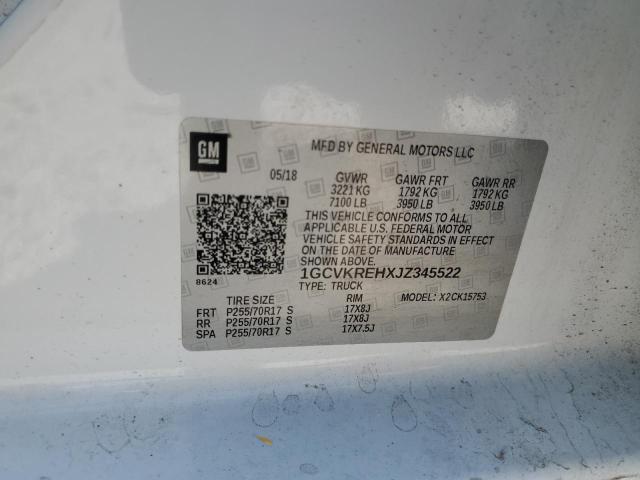 GM
MFD BY GENERAL MOTORS LLC
05/18 GVWR GAWR FRT GAWR RR
3221 KG 1792 KG 1792 KG
7100 LB 3950 LB 3950 LB
THIS VEHICLE CONFORMS TO ALL
APPLICABLE U.S. FEDERAL MOTOR
VEHICLE SAFETY STANDARDS IN EFFECT
ON THE DATE OF MANUFACTURE
SHOWN ABOVE.
8624 1GCVKREHXJZ345522
TYPE: TRUCK MODEL: X2CK15753
TIRE SIZE RIM
FRT P255/70R17 S 17X8J
RR P255/70R17 S 17X8J
SPA P255/70R17 S 17X7.5J